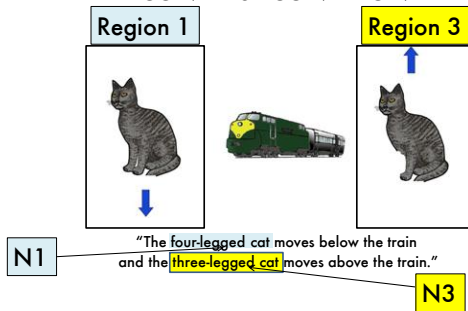 Region 1
Region 3
"The four-legged cat moves below the train
and the three-legged cat moves above the train."
N1
N3